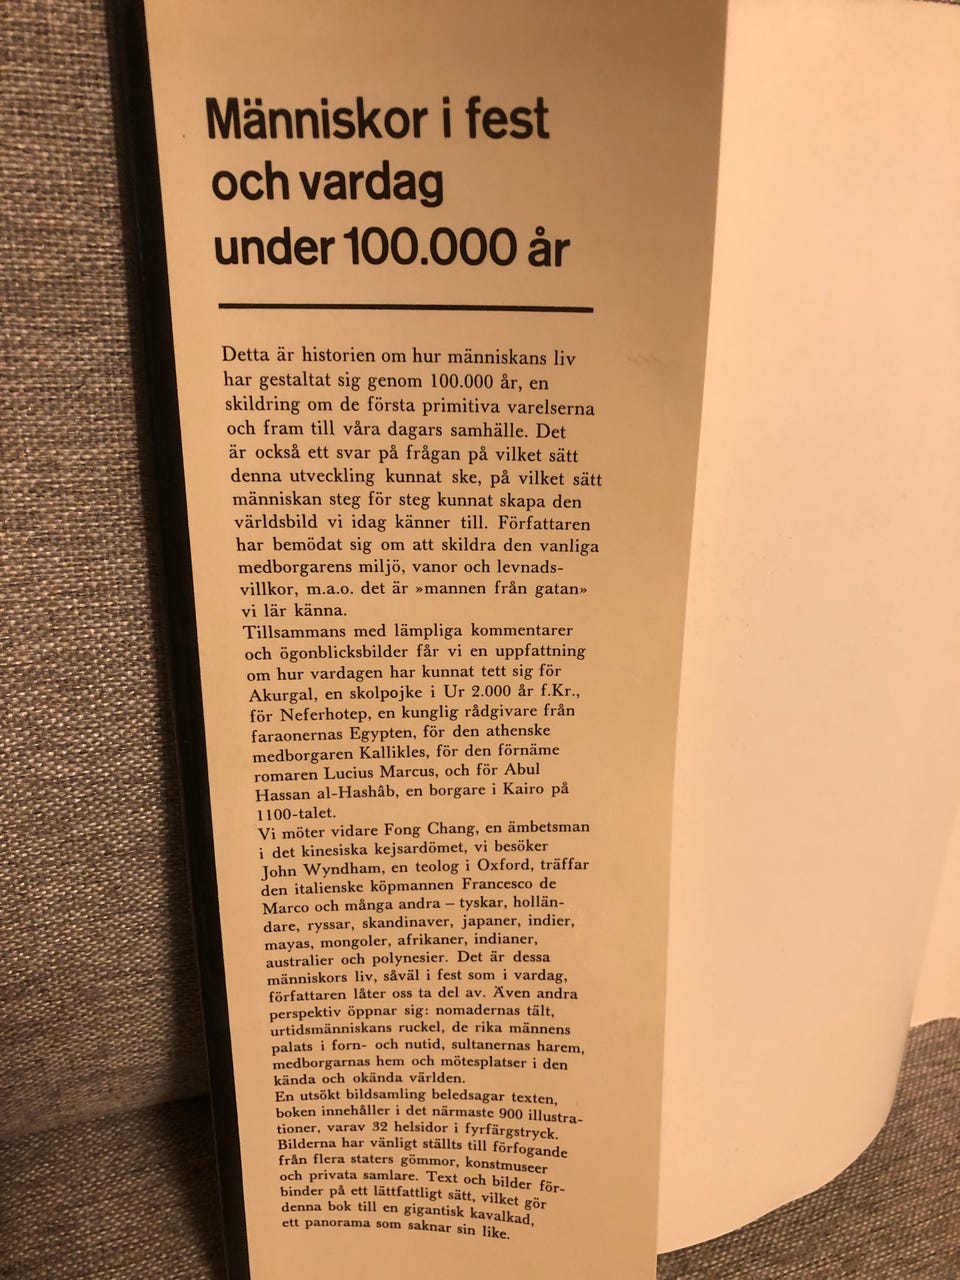 Människor i fest
och vardag
under 100.000 år
Detta är historien om hur människans liv
har gestaltat sig genom 100.000 år, en
skildring om de första primitiva varelserna
och fram till våra dagars samhälle. Det
är också ett svar på frågan på vilket sätt
denna utveckling kunnat ske, på vilket sätt
människan steg för steg kunnat skapa den
världsbild vi idag känner till. Författaren
har bemödat sig om att skildra den vanliga
medborgarens miljö, vanor och levnads-
villkor, m.a.o. det är »mannen från gatan»
vi lär känna.
Tillsammans med lämpliga kommentarer
och ögonblicksbilder får vi en uppfattning
om hur vardagen har kunnat tett sig för
Akurgal, en skolpojke i Ur 2.000 år f.Kr.,
för Neferhotep, en kunglig rådgivare från
faraonernas Egypten, för den athenske
medborgaren Kallikles, för den förnäme
romaren Lucius Marcus, och för Abul
Hassan al-Hashâb, en borgare i Kairo på
1100-talet.
Vi möter vidare Fong Chang, en ämbetsman
i det kinesiska kejsardömet, vi besöker
John Wyndham, en teolog i Oxford, träffar
den italienske köpmannen Francesco de
Marco och många andra – tyskar, hollän-
dare, ryssar, skandinaver, japaner, indier,
mayas, mongoler, afrikaner, indianer,
australier och polynesier. Det är dessa
människors liv, såväl i fest som i vardag,
författaren låter oss ta del av. Även andra
perspektiv öppnar sig: nomadernas tält,
urtidsmänniskans ruckel, de rika männens
palats i forn- och nutid, sultanernas harem,
medborgarnas hem och mötesplatser i den
kända och okända världen.
En utsökt bildsamling beledsagar texten,
boken innehåller i det närmaste 900 illustra-
tioner, varav 32 helsidor i fyrfärgstryck.
Bilderna har vänligt ställts till förfogande
från flera staters gömmor, konstmuseer
och privata samlare. Text och bilder för-
binder på ett lättfattligt sätt, vilket gör
denna bok till en gigantisk kavalkad,
ett panorama som saknar sin like.